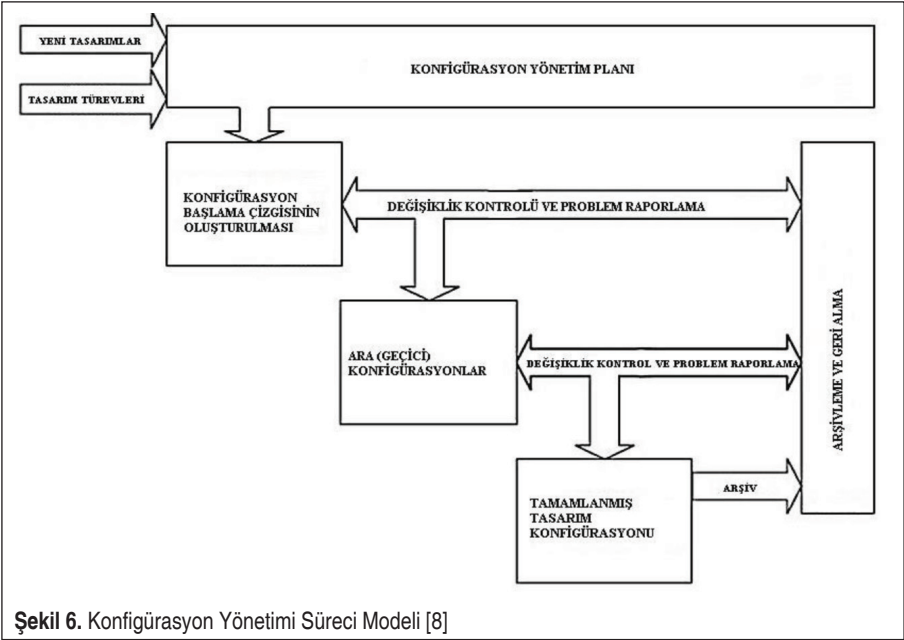 YENİ TASARIMLAR
KONFİGÜRASYON YÖNETİM PLANI
TASARIM TÜREVLERİ
KONFİGÜRASYON
BAŞLAMA ÇİZGİSİNİN
OLUŞTURULMASI
DEĞİŞİKLİK KONTROLÜ VE PROBLEM RAPORLAMA
ARA (GEÇİCİ)
KONFİGÜRASYONLAR
DEĞİŞİKLİK KONTROL VE PROBLEM RAPORLAMA
ARŞİVLEME VE GERİ ALMA
TAMAMLANMIŞ
TASARIM
KONFİGÜRASYONU
ARŞİV
Şekil 6. Konfigürasyon Yönetimi Süreci Modeli [8]